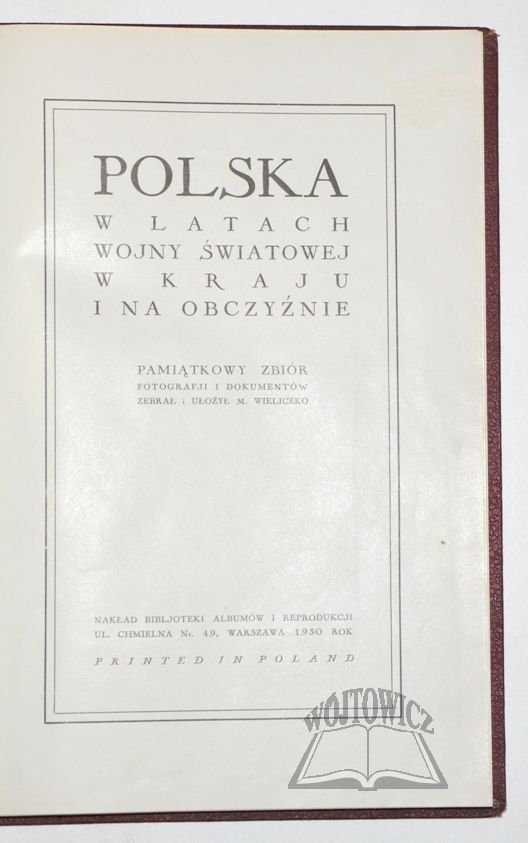 POLSKA
W LATACH
WOJNY ŚWIATOWEJ
W KRAJU
I NA OBCZYŹNIE
PAMIĄTKOWY ZBIÓR
FOTOGRAFJI I DOKUMENTÓW
ZEBRAŁ i UŁOŻYŁ M. WIELICZKO
NAKŁAD BIBLJOTEKI ALBUMÓW I REPRODUKCJI
UL. CHMIELNA Nr. 49, WARSZAWA 1930 ROK
PRINTED IN POLAND
WÓJTOWICZ